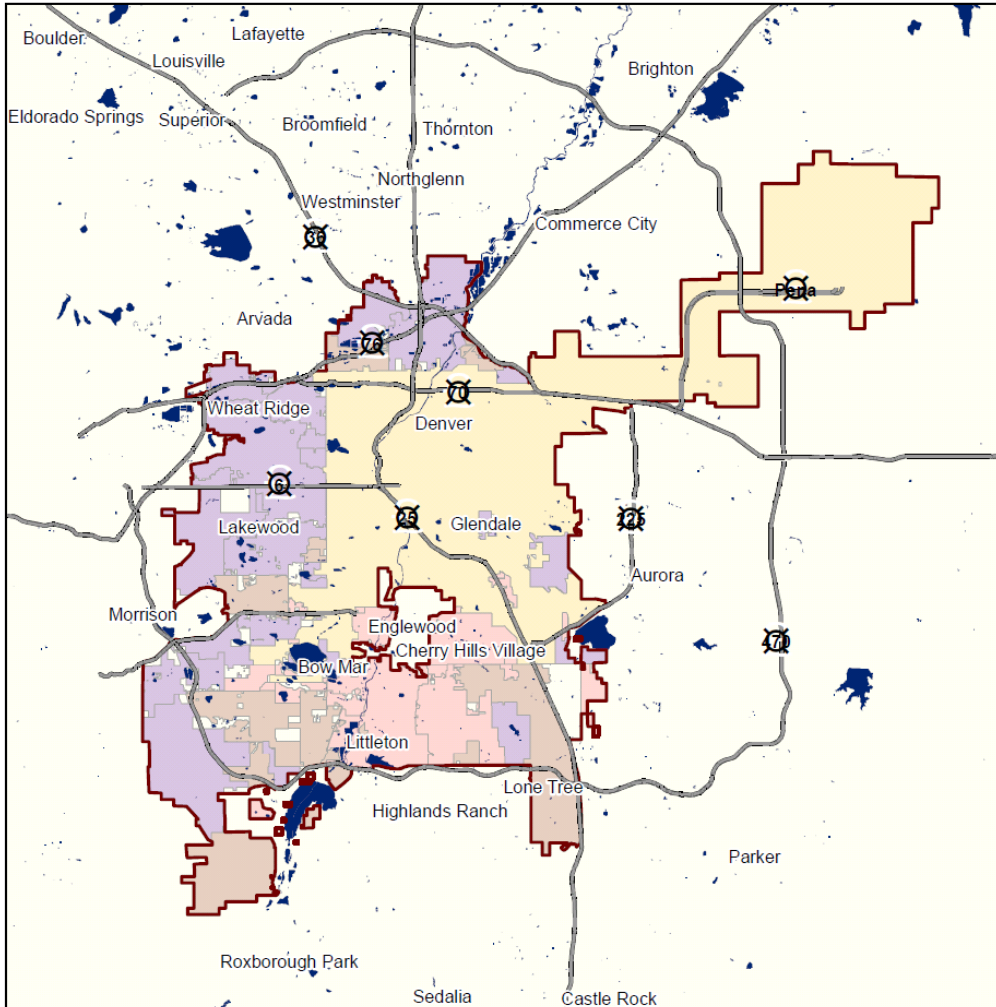 Lafayette
Boulder
Louisville
Brighton
Eldorado Springs
Superior
Broomfield
Thornton
Northglenn
Westminster
Commerce City
36
Pena
Arvada
76
70
Wheat Ridge
Denver
6
25
Glendale
225
Lakewood
Aurora
Morrison
Englewood
470
Cherry Hills Village
Bow Mar
Littleton
Lone Tree
Highlands Ranch
Parker
Roxborough Park
Sedalia
Castle Rock